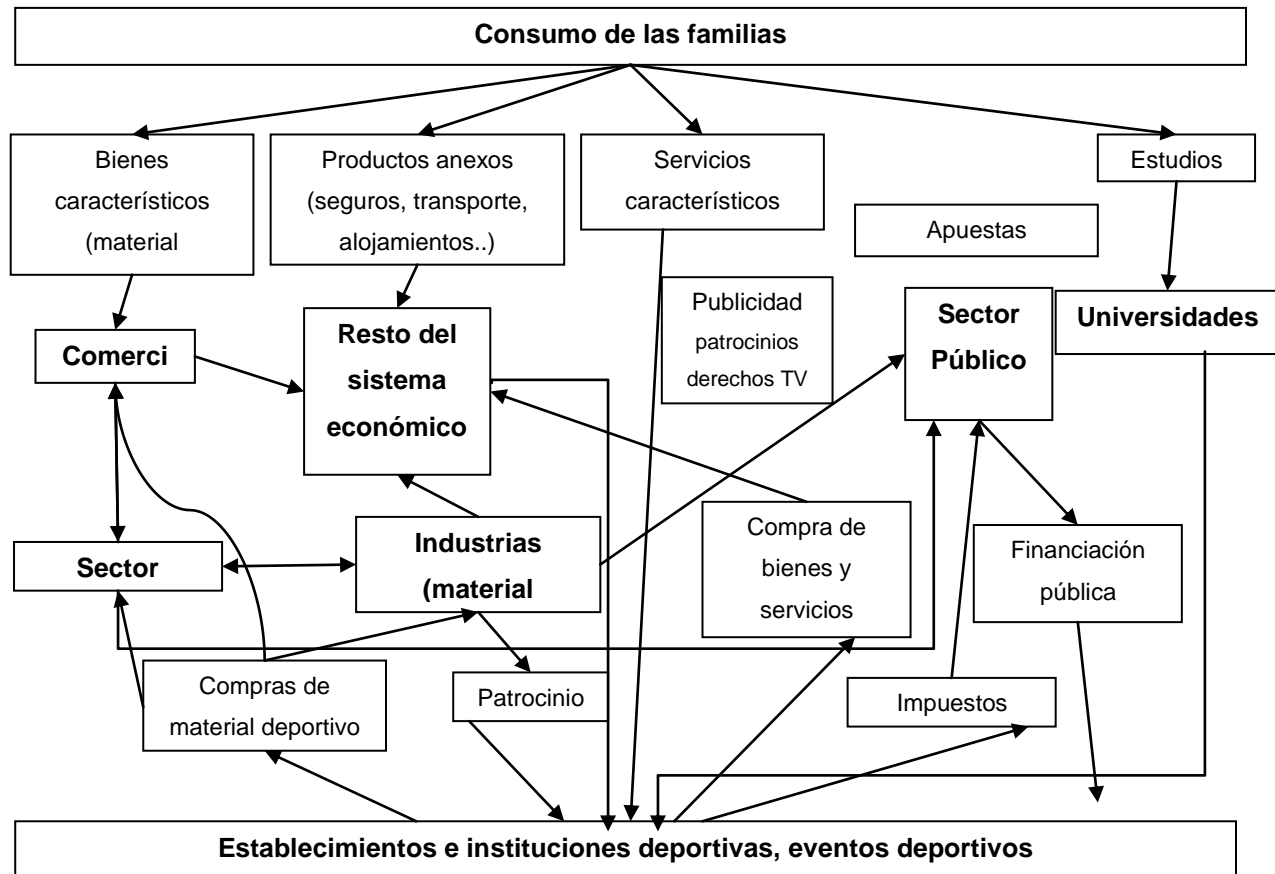 Consumo de las familias
Bienes
característicos
(material
Productos anexos
(seguros, transporte,
alojamientos..)
Servicios
característicos
Estudios
Apuestas
Publicidad
patrocinios
derechos TV
Sector
Público
Universidades
Comerci
Resto del
sistema
económico
Sector
Industrias
(material
Compra de
bienes y
servicios
Financiación
pública
Compras de
material deportivo
Patrocinio
Impuestos
Establecimientos e instituciones deportivas, eventos deportivos